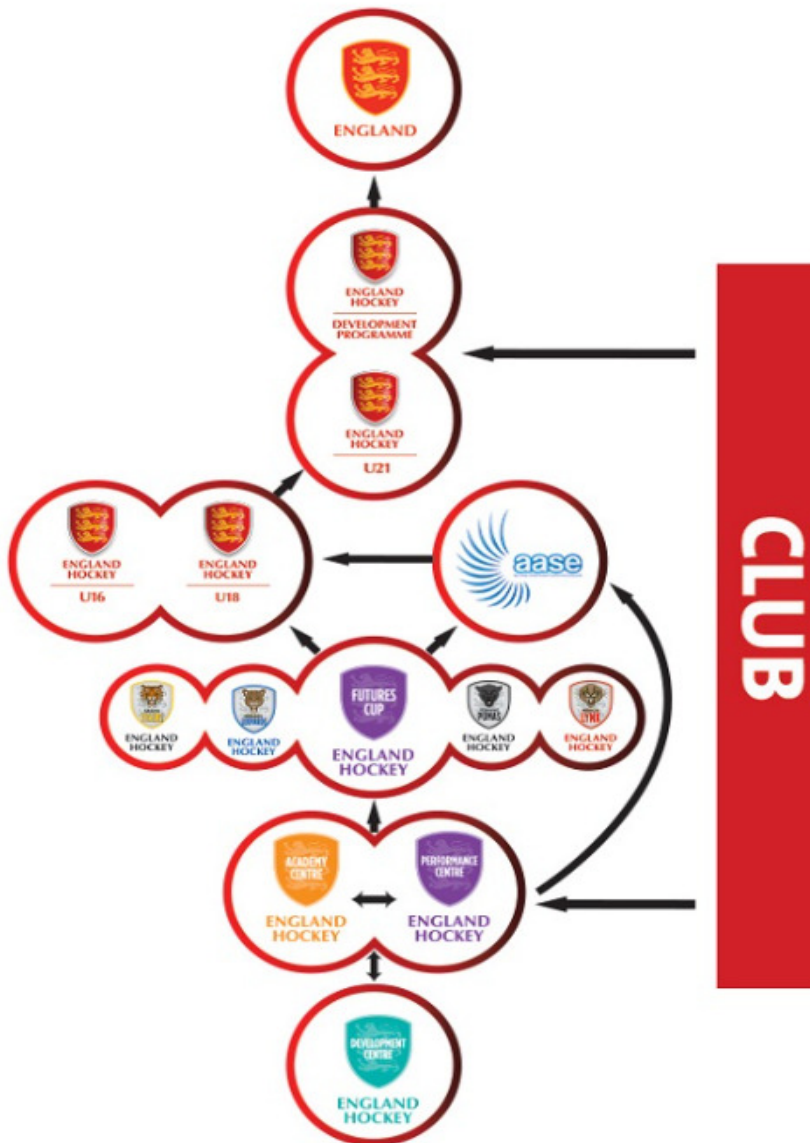 ENGLAND
ENGLAND
HOCKEY
DEVELOPMENT
PROGRAMME
ENGLAND
HOCKEY
U21
ENGLAND
HOCKEY
U16
ENGLAND
HOCKEY
U18
aase
CLUB
ENGLAND
HOCKEY
ENGLAND
HOCKEY
FUTURES
CUP
ENGLAND
HOCKEY
PUMAS
ENGLAND
HOCKEY
LYNX
ENGLAND
HOCKEY
ACADEMY
CENTRE
ENGLAND
HOCKEY
PERFORMANCE
CENTRE
ENGLAND
HOCKEY
DEVELOPMENT
CENTRE
ENGLAND
HOCKEY